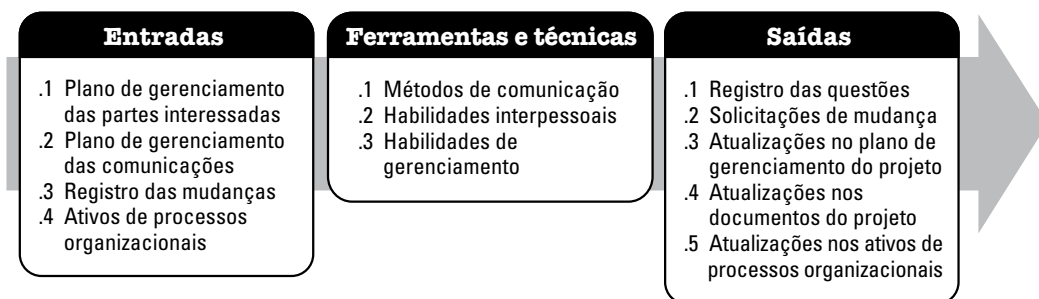 Entradas
.1 Plano de gerenciamento
das partes interessadas
.2 Plano de gerenciamento
das comunicações
.3 Registro das mudanças
.4 Ativos de processos
organizacionais
Ferramentas e técnicas
.1 Métodos de comunicação
.2 Habilidades interpessoais
.3 Habilidades de
gerenciamento
Saídas
.1 Registro das questões
.2 Solicitações de mudança
.3 Atualizações no plano de
gerenciamento do projeto
.4 Atualizações nos
documentos do projeto
.5 Atualizações nos ativos de
processos organizacionais